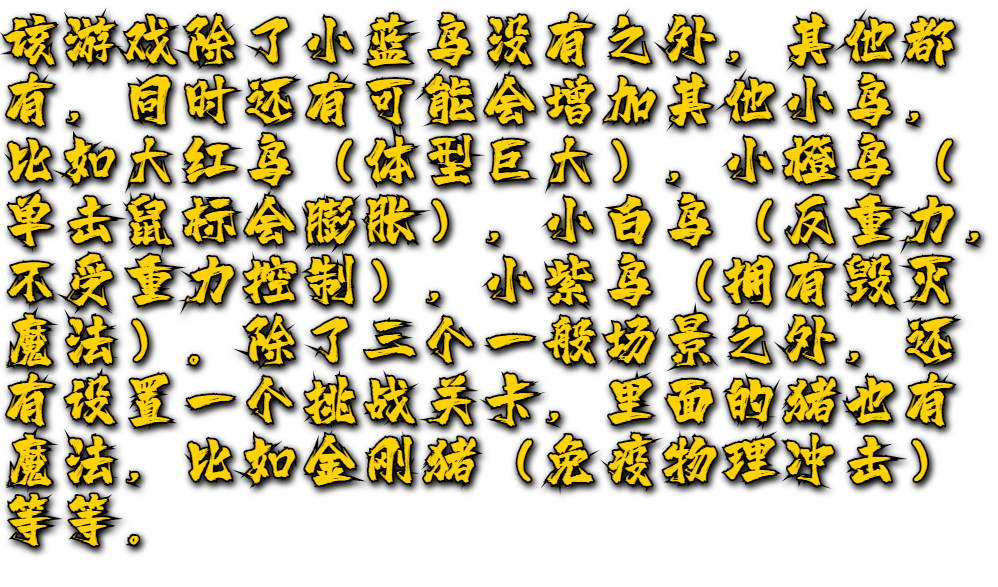 该游戏除了小蓝鸟没有之外，其他都
有，同时还有可能会增加其他小鸟，
比如大红鸟（体型巨大），小橙鸟（
单击鼠标会膨胀），小白鸟（反重力，
不受重力控制），小紫鸟（拥有毁灭
魔法）。除了三个一般场景之外，还
有设置一个挑战关卡，里面的猪也有
魔法，比如金刚猪（免疫物理冲击）
等等。